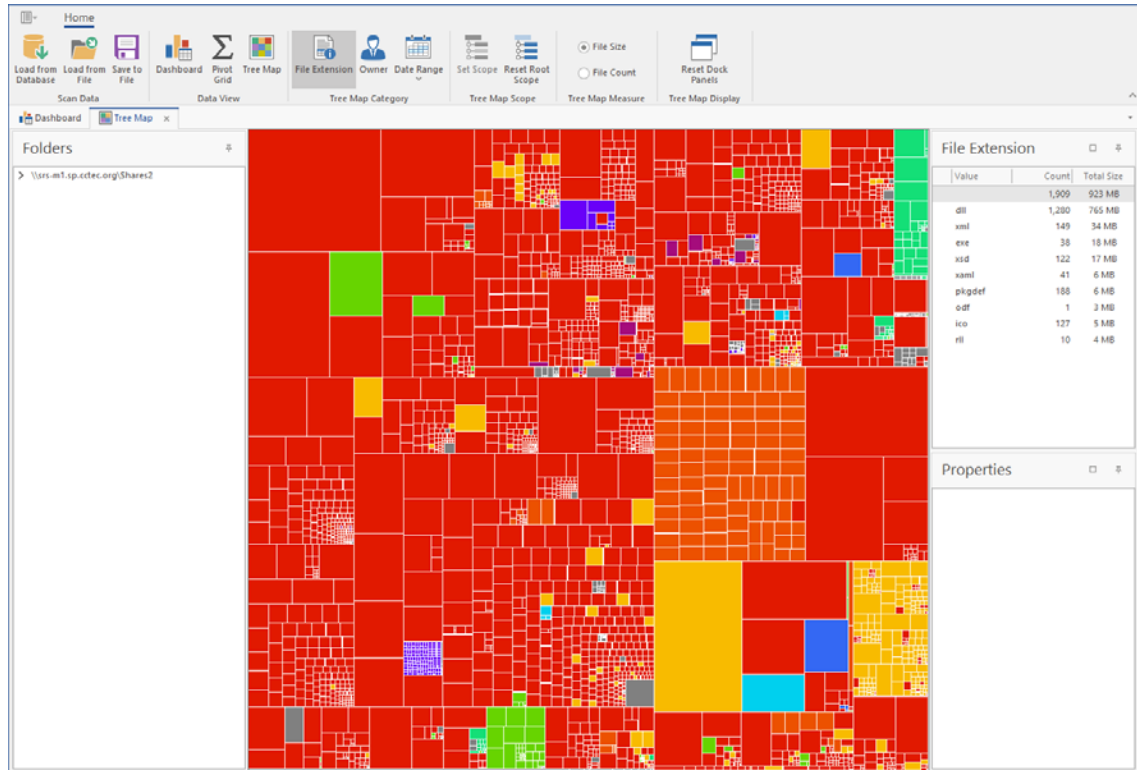 Home
Load from Database
Load from File
Save to File
Dashboard
Pivot Grid
Tree Map
File Extension
Owner
Date Range
Set Scope
Reset Root Scope
File Size
File Count
Reset Dock Panels
Scan Data
Data View
Tree Map Category
Tree Map Scope
Tree Map Measure
Tree Map Display
Dashboard
Tree Map
Folders
\\srs-m1.sp.cctec.org\Shares2
File Extension
Value Count Total Size
1,909 923 MB
dll 1,280 765 MB
xml 149 34 MB
exe 38 18 MB
xsd 122 17 MB
xaml 41 6 MB
pkgdef 188 6 MB
odf 1 3 MB
ico 127 5 MB
rll 10 4 MB
Properties